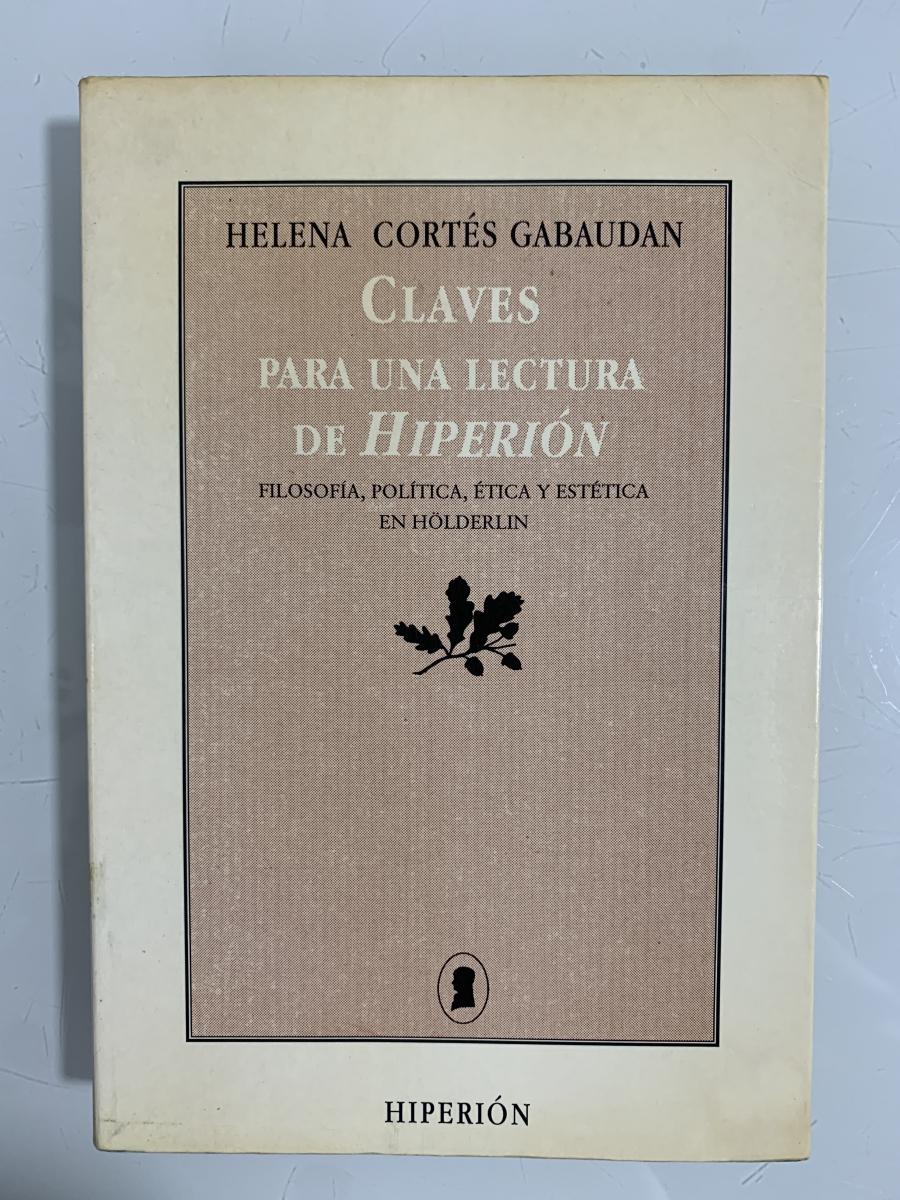 HELENA CORTÉS GABAUDAN
CLAVES
PARA UNA LECTURA
DE HIPERIÓN
FILOSOFÍA, POLÍTICA, ÉTICA Y ESTÉTICA
EN HÖLDERLIN
HIPERIÓN